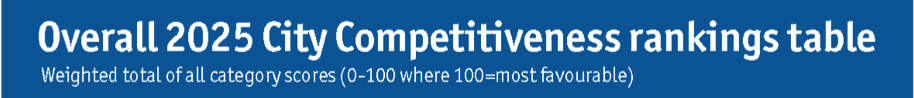 Overall 2025 City Competitiveness rankings table
Weighted total of all category scores (0-100 where 100=most favourable)